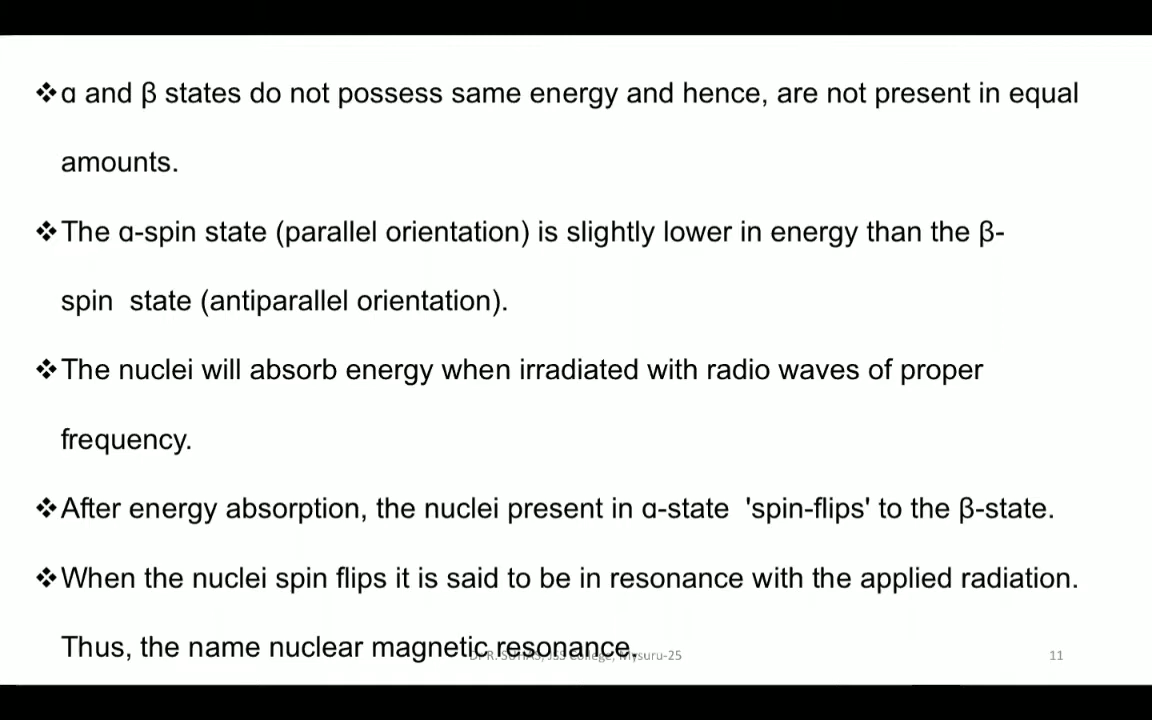 ❖α and β states do not possess same energy and hence, are not present in equal
amounts.
❖The α-spin state (parallel orientation) is slightly lower in energy than the β-
spin state (antiparallel orientation).
❖The nuclei will absorb energy when irradiated with radio waves of proper
frequency.
❖After energy absorption, the nuclei present in α-state 'spin-flips' to the β-state.
❖When the nuclei spin flips it is said to be in resonance with the applied radiation.
Thus, the name nuclear magnetic resonance.
College, Mysuru-25 11